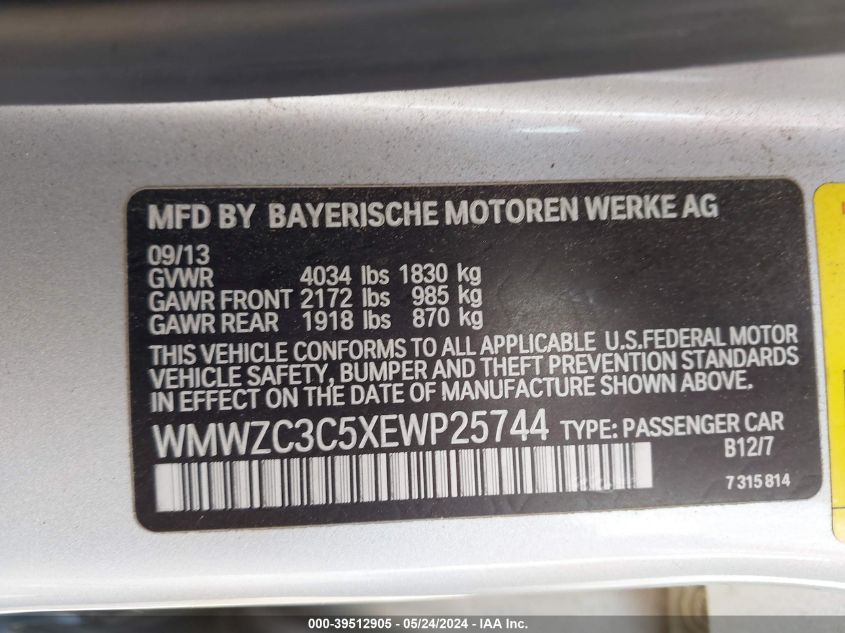 MFD BY BAYERISCHE MOTOREN WERKE AG
09/13
GVWR 4034 lbs 1830 kg
GAWR FRONT 2172 lbs 985 kg
GAWR REAR 1918 lbs 870 kg
THIS VEHICLE CONFORMS TO ALL APPLICABLE U.S.FEDERAL MOTOR
VEHICLE SAFETY, BUMPER AND THEFT PREVENTION STANDARDS
IN EFFECT ON THE DATE OF MANUFACTURE SHOWN ABOVE.
WMWZC3C5XEWP25744 TYPE: PASSENGER CAR
B12/7
7 315 814
000-39512905 - 05/24/2024 - IAA Inc.